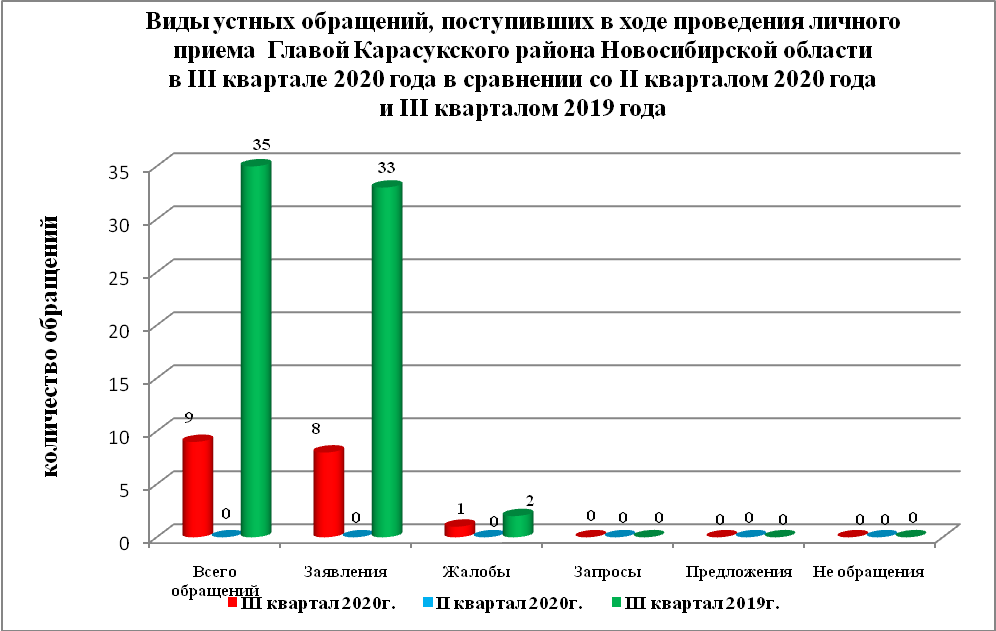 Виды устных обращений, поступивших в ходе проведения личного
приема Главой Карасукского района Новосибирской области
в III квартале 2020 года в сравнении со II кварталом 2020 года
и III кварталом 2019 года
количество обращений
35
30
25
20
15
10
5
0
9
0
35
8
0
33
1
0
2
0
0
0
0
0
0
0
0
0
Всего
обращений
Заявления
Жалобы
Запросы
Предложения
Не обращения
III квартал 2020г.
II квартал 2020г.
III квартал 2019г.